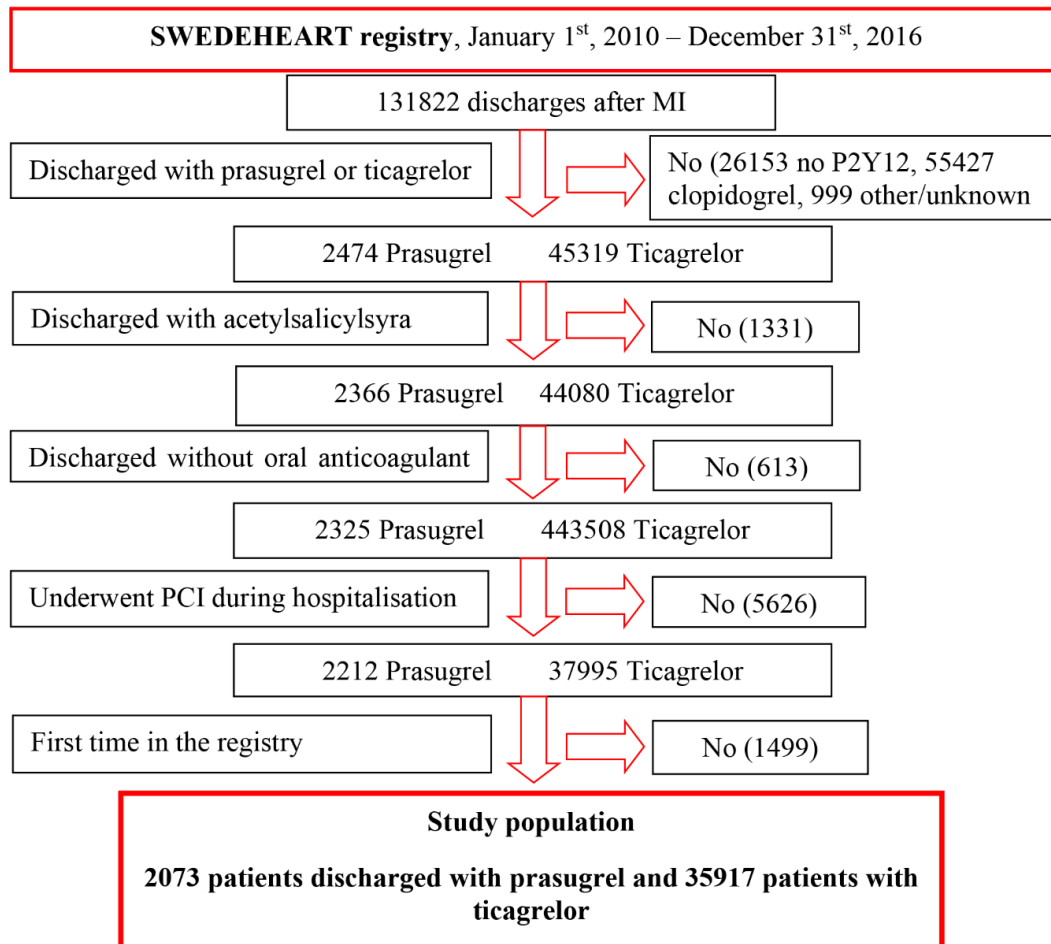 SWEDEHEART registry, January 1st, 2010 – December 31st, 2016
131822 discharges after MI
Discharged with prasugrel or ticagrelor
No (26153 no P2Y12, 55427
clopidogrel, 999 other/unknown
2474 Prasugrel 45319 Ticagrelor
Discharged with acetylsalicylsyra
No (1331)
2366 Prasugrel 44080 Ticagrelor
Discharged without oral anticoagulant
No (613)
2325 Prasugrel 443508 Ticagrelor
Underwent PCI during hospitalisation
No (5626)
2212 Prasugrel 37995 Ticagrelor
First time in the registry
No (1499)
Study population
2073 patients discharged with prasugrel and 35917 patients with
ticagrelor